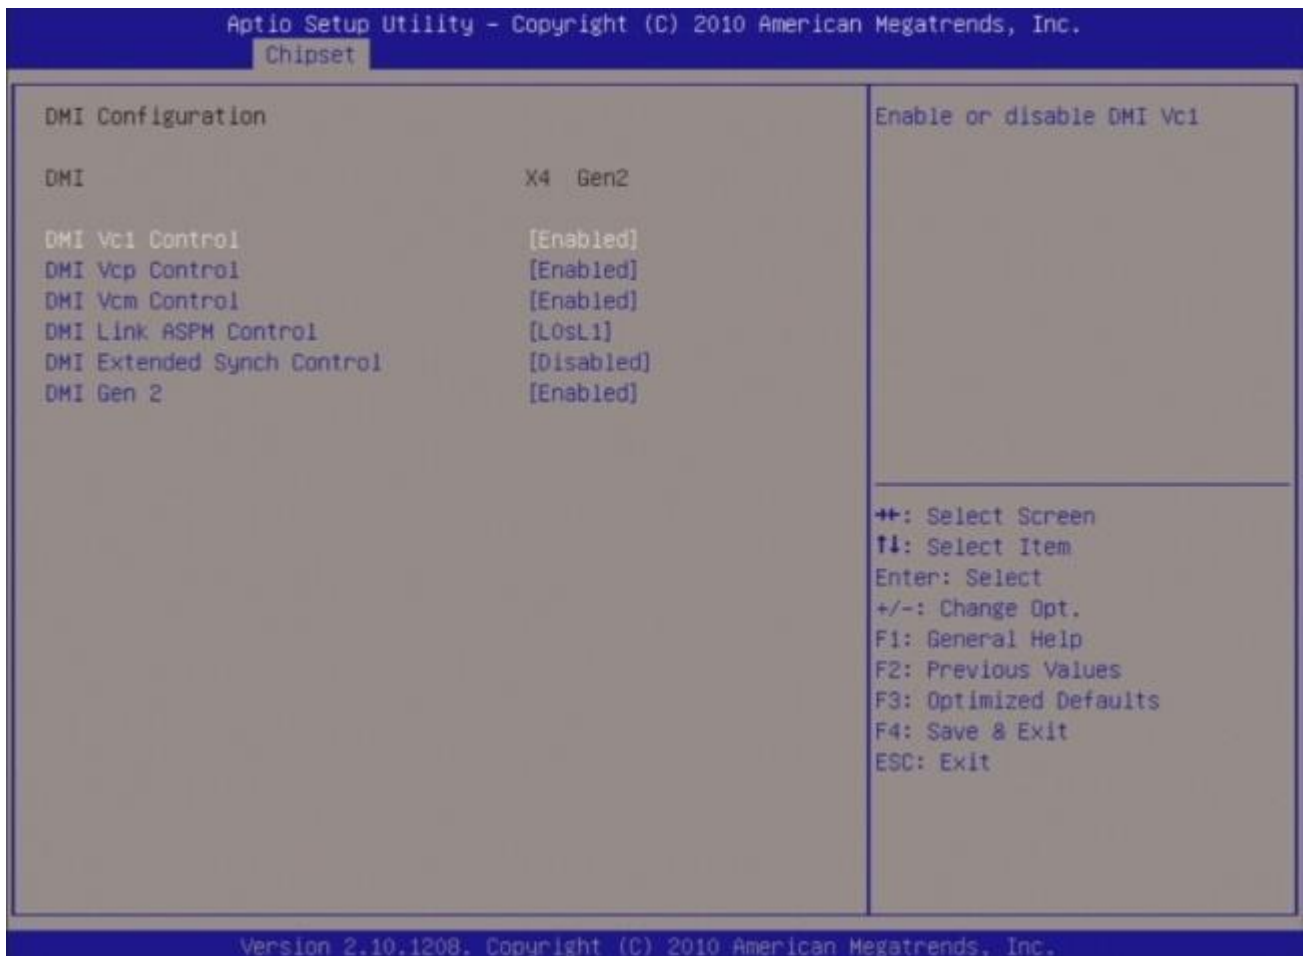 Aptio Setup Utility – Copyright (C) 2010 American Megatrends, Inc.
Chipset
DMI Configuration
DMI X4 Gen2
DMI Vc1 Control [Enabled]
DMI Vcp Control [Enabled]
DMI Vcm Control [Enabled]
DMI Link ASPM Control [L0sL1]
DMI Extended Synch Control [Disabled]
DMI Gen 2 [Enabled]
Enable or disable DMI Vc1
→←: Select Screen
↑↓: Select Item
Enter: Select
+/-: Change Opt.
F1: General Help
F2: Previous Values
F3: Optimized Defaults
F4: Save & Exit
ESC: Exit
Version 2.10.1208. Copyright (C) 2010 American Megatrends, Inc.